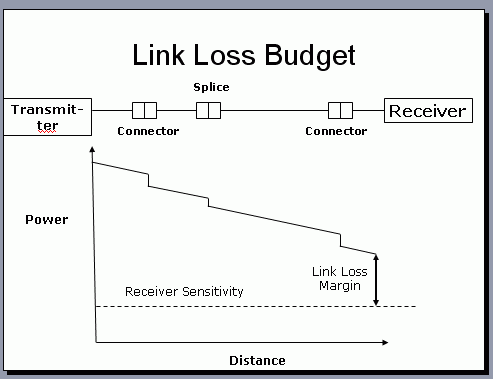 Link Loss Budget
Splice
Transmit-
ter
Receiver
Connector
Connector
Power
Link Loss
Margin
Receiver Sensitivity
Distance